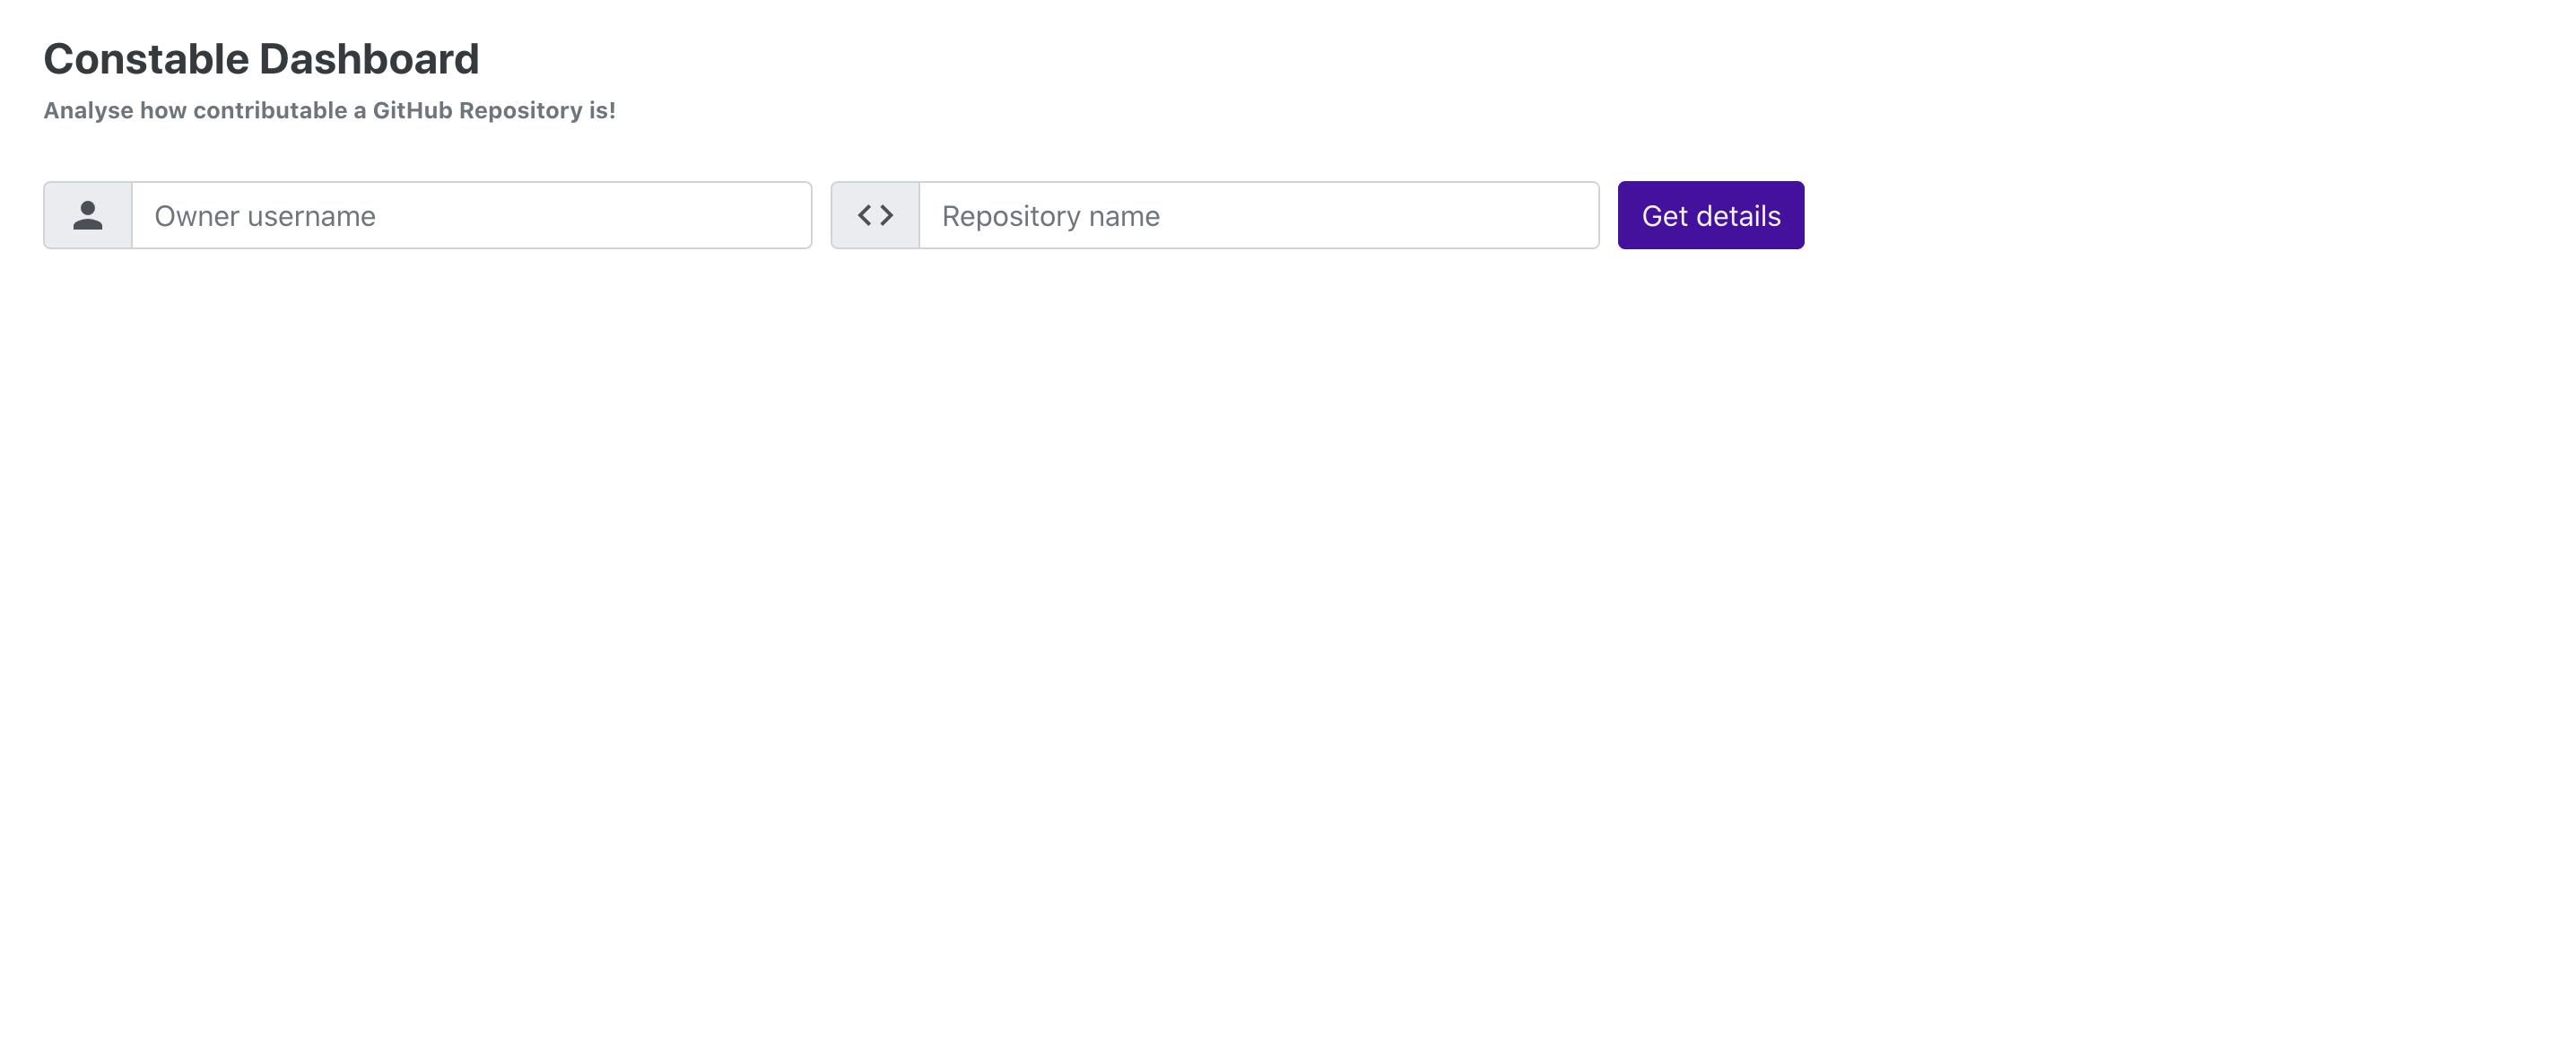 Constable Dashboard
Analyse how contributable a GitHub Repository is!
Owner username
Repository name
Get details